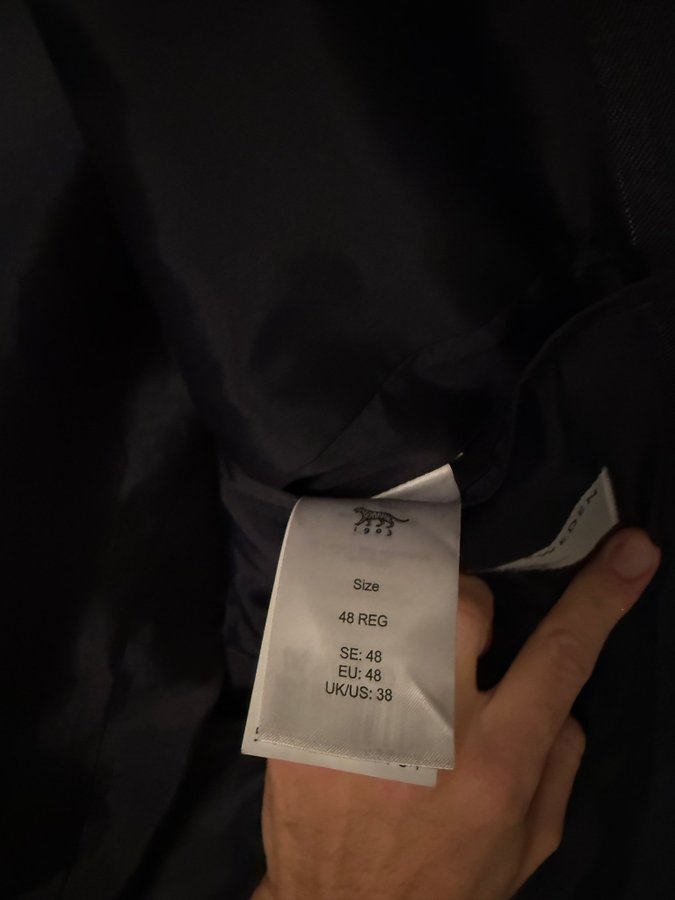 1903
Size
48 REG
SE: 48
EU: 48
UK/US: 38